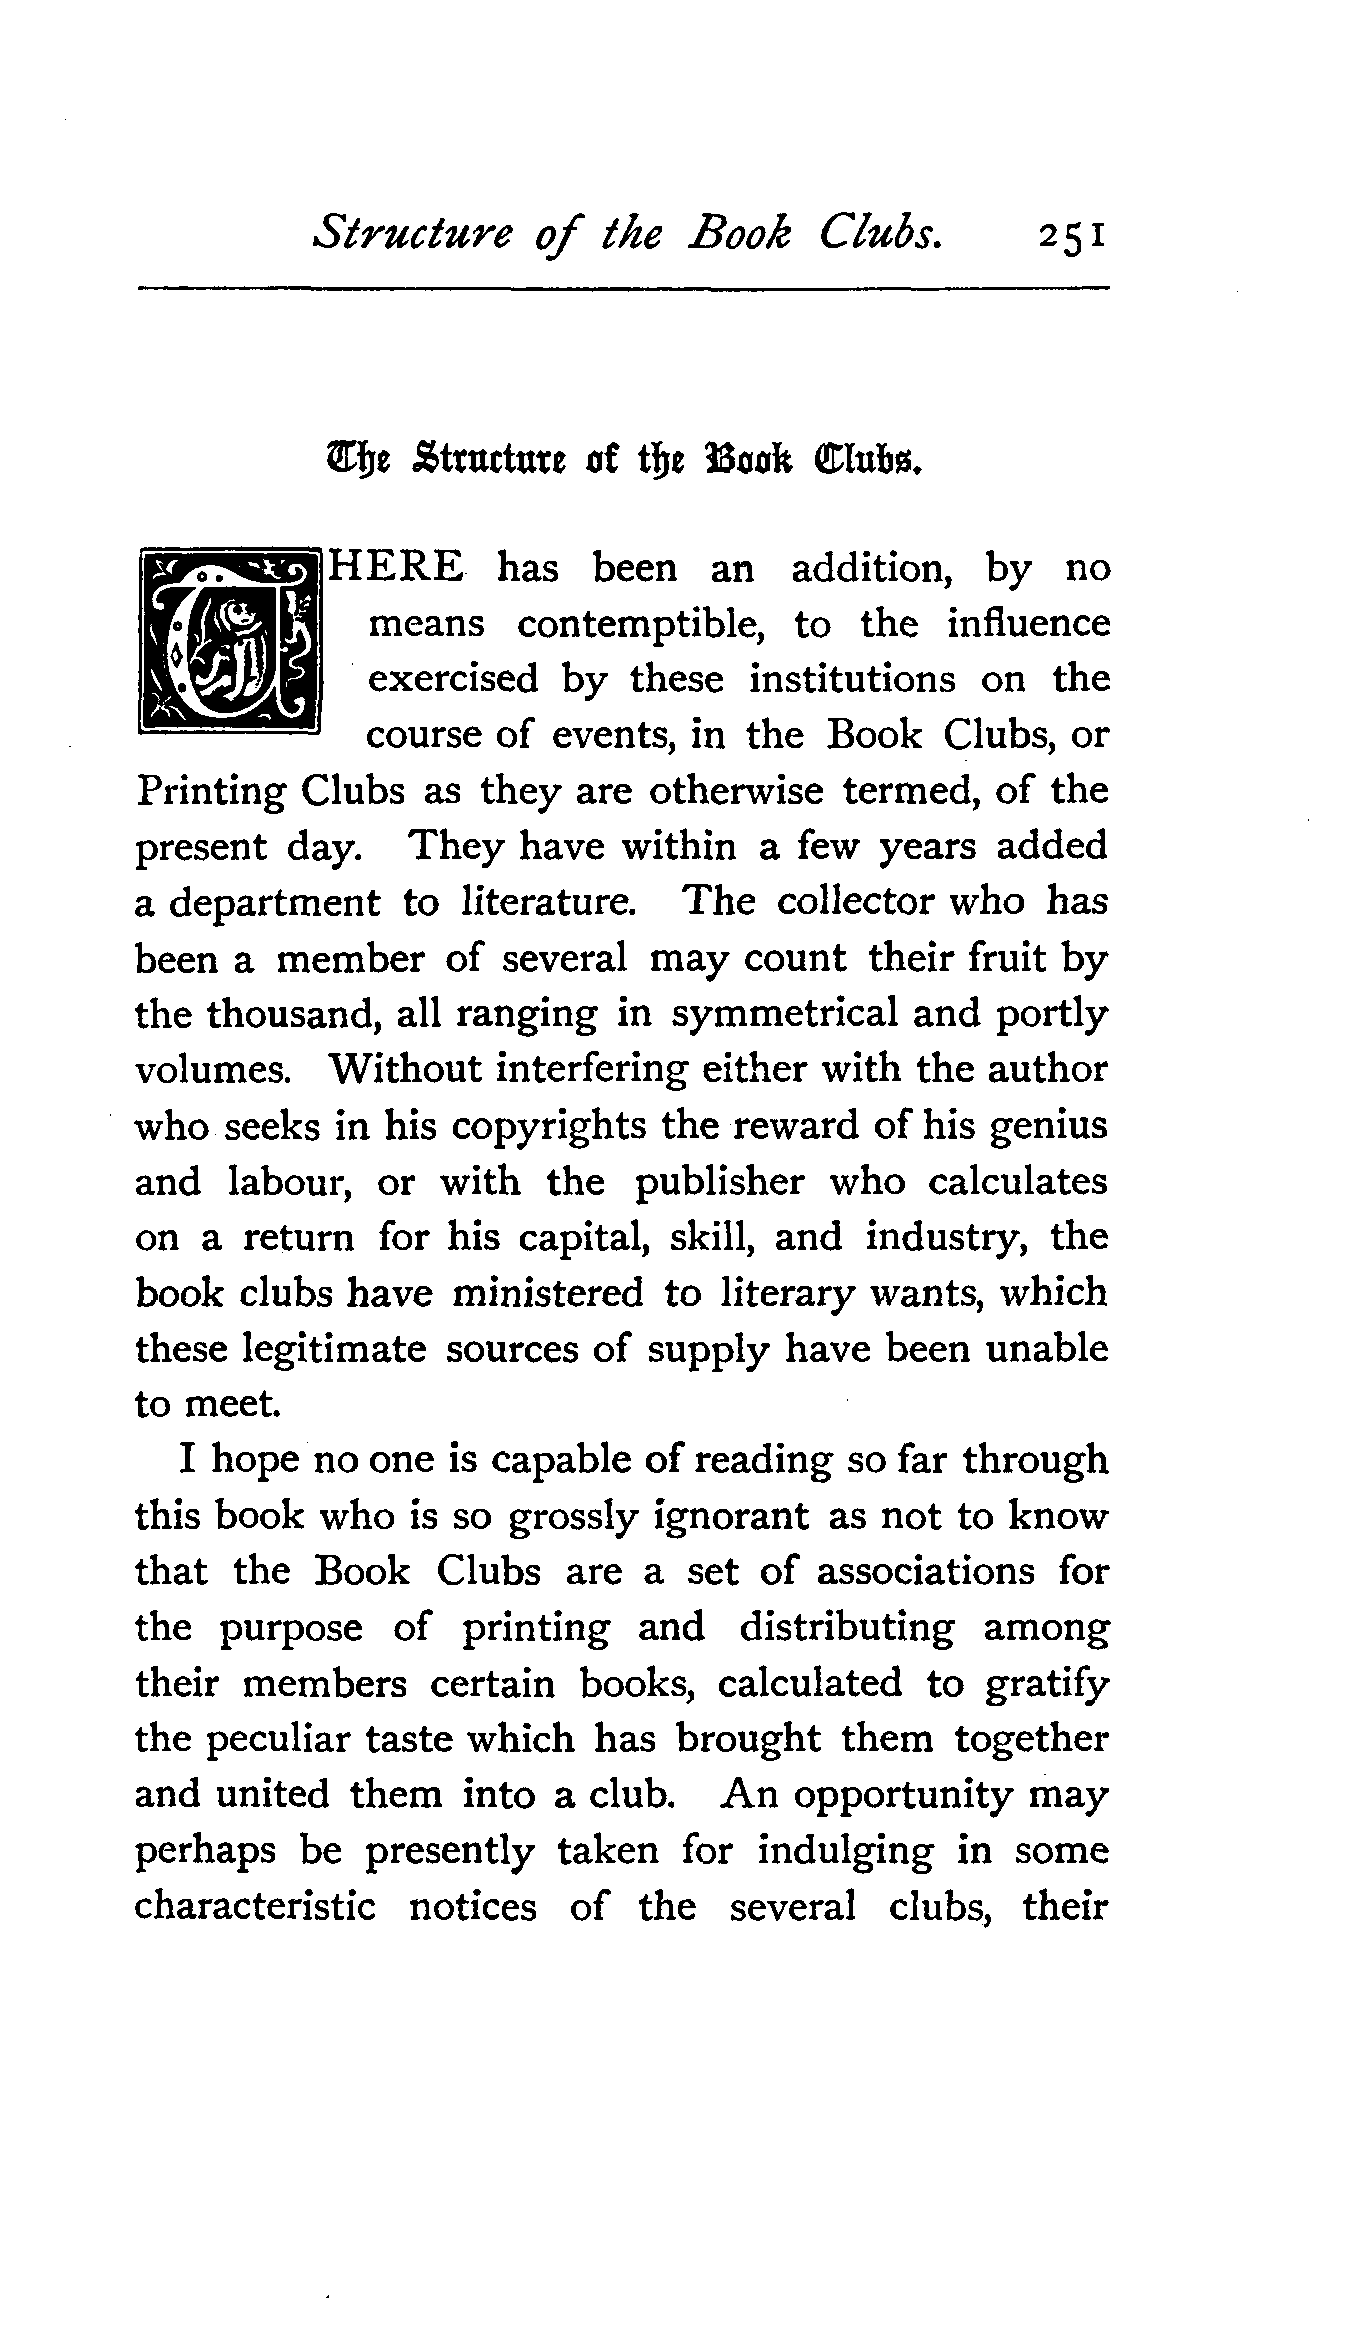 Structure of the Book Clubs. 251
The Structure of the Book Clubs.
THERE has been an addition, by no
means contemptible, to the influence
exercised by these institutions on the
course of events, in the Book Clubs, or
Printing Clubs as they are otherwise termed, of the
present day. They have within a few years added
a department to literature. The collector who has
been a member of several may count their fruit by
the thousand, all ranging in symmetrical and portly
volumes. Without interfering either with the author
who seeks in his copyrights the reward of his genius
and labour, or with the publisher who calculates
on a return for his capital, skill, and industry, the
book clubs have ministered to literary wants, which
these legitimate sources of supply have been unable
to meet.
I hope no one is capable of reading so far through
this book who is so grossly ignorant as not to know
that the Book Clubs are a set of associations for
the purpose of printing and distributing among
their members certain books, calculated to gratify
the peculiar taste which has brought them together
and united them into a club. An opportunity may
perhaps be presently taken for indulging in some
characteristic notices of the several clubs, their